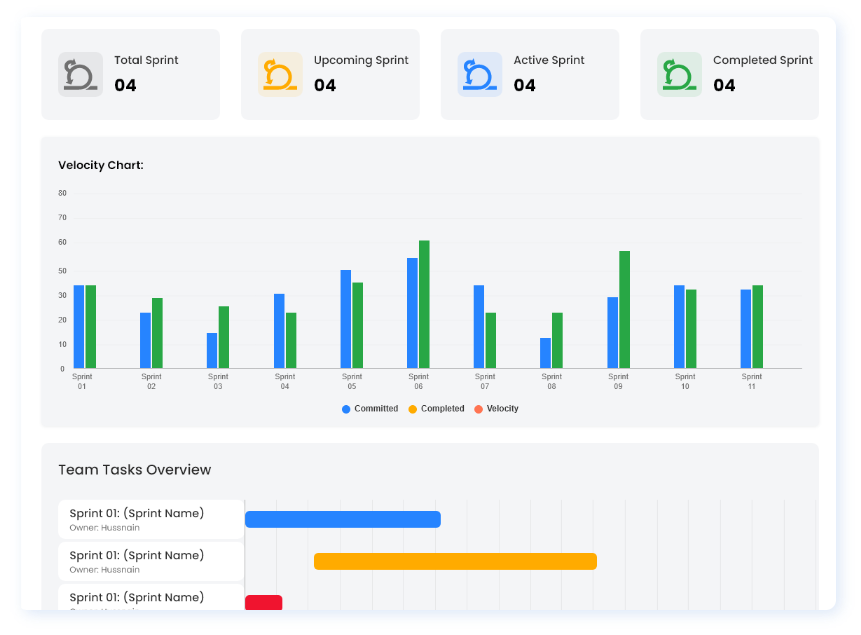 Total Sprint
04
Upcoming Sprint
04
Active Sprint
04
Completed Sprint
04
Velocity Chart:
80
70
60
50
30
20
10
0
Sprint 01
Sprint 02
Sprint 03
Sprint 04
Sprint 05
Sprint 06
Sprint 07
Sprint 08
Sprint 09
Sprint 10
Sprint 11
Committed
Completed
Velocity
Team Tasks Overview
Sprint 01: (Sprint Name)
Owner: Hussnain
Sprint 01: (Sprint Name)
Owner: Hussnain
Sprint 01: (Sprint Name)